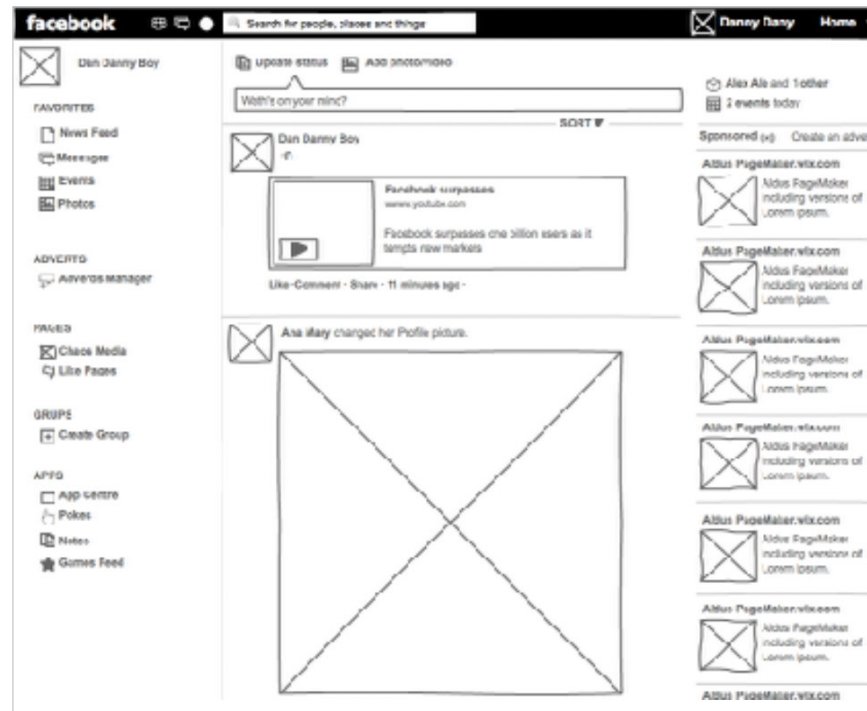 facebook
Search for people, places and things
Danny Dany
Home
Dan Danny Boy
FAVORITES
News Feed
Messages
Events
Photos
ADVERTS
Adverds Manager
PAGES
Chaos Media
Like Pages
GRUPS
Create Group
APPS
App Centre
Pokes
Notes
Games Feed
Update status
Add photo/video
Wath's on your mind?
SORT
Dan Danny Boy
Facebook surpasses
www.youtube.com
Facebook surpasses one billion users as it
tempts new markets
Like · Comment · Share · 11 minutes ago ·
Ana Mary changed her Profile picture.
Alex Ale and 1 other
2 events today
Sponsored
Create an adve
Aldus PageMaker.wix.com
Aldus PageMaker
including versions of
Lorem Ipsum.
Aldus PageMaker.wix.com
Aldus PageMaker
including versions of
Lorem Ipsum.
Aldus PageMaker.wix.com
Aldus PageMaker
including versions of
Lorem Ipsum.
Aldus PageMaker.wix.com
Aldus PageMaker
including versions of
Lorem Ipsum.
Aldus PageMaker.wix.com
Aldus PageMaker
including versions of
Lorem Ipsum.
Aldus PageMaker.wix.com
Aldus PageMaker
including versions of
Lorem Ipsum.
Aldus PageMaker.wix.com